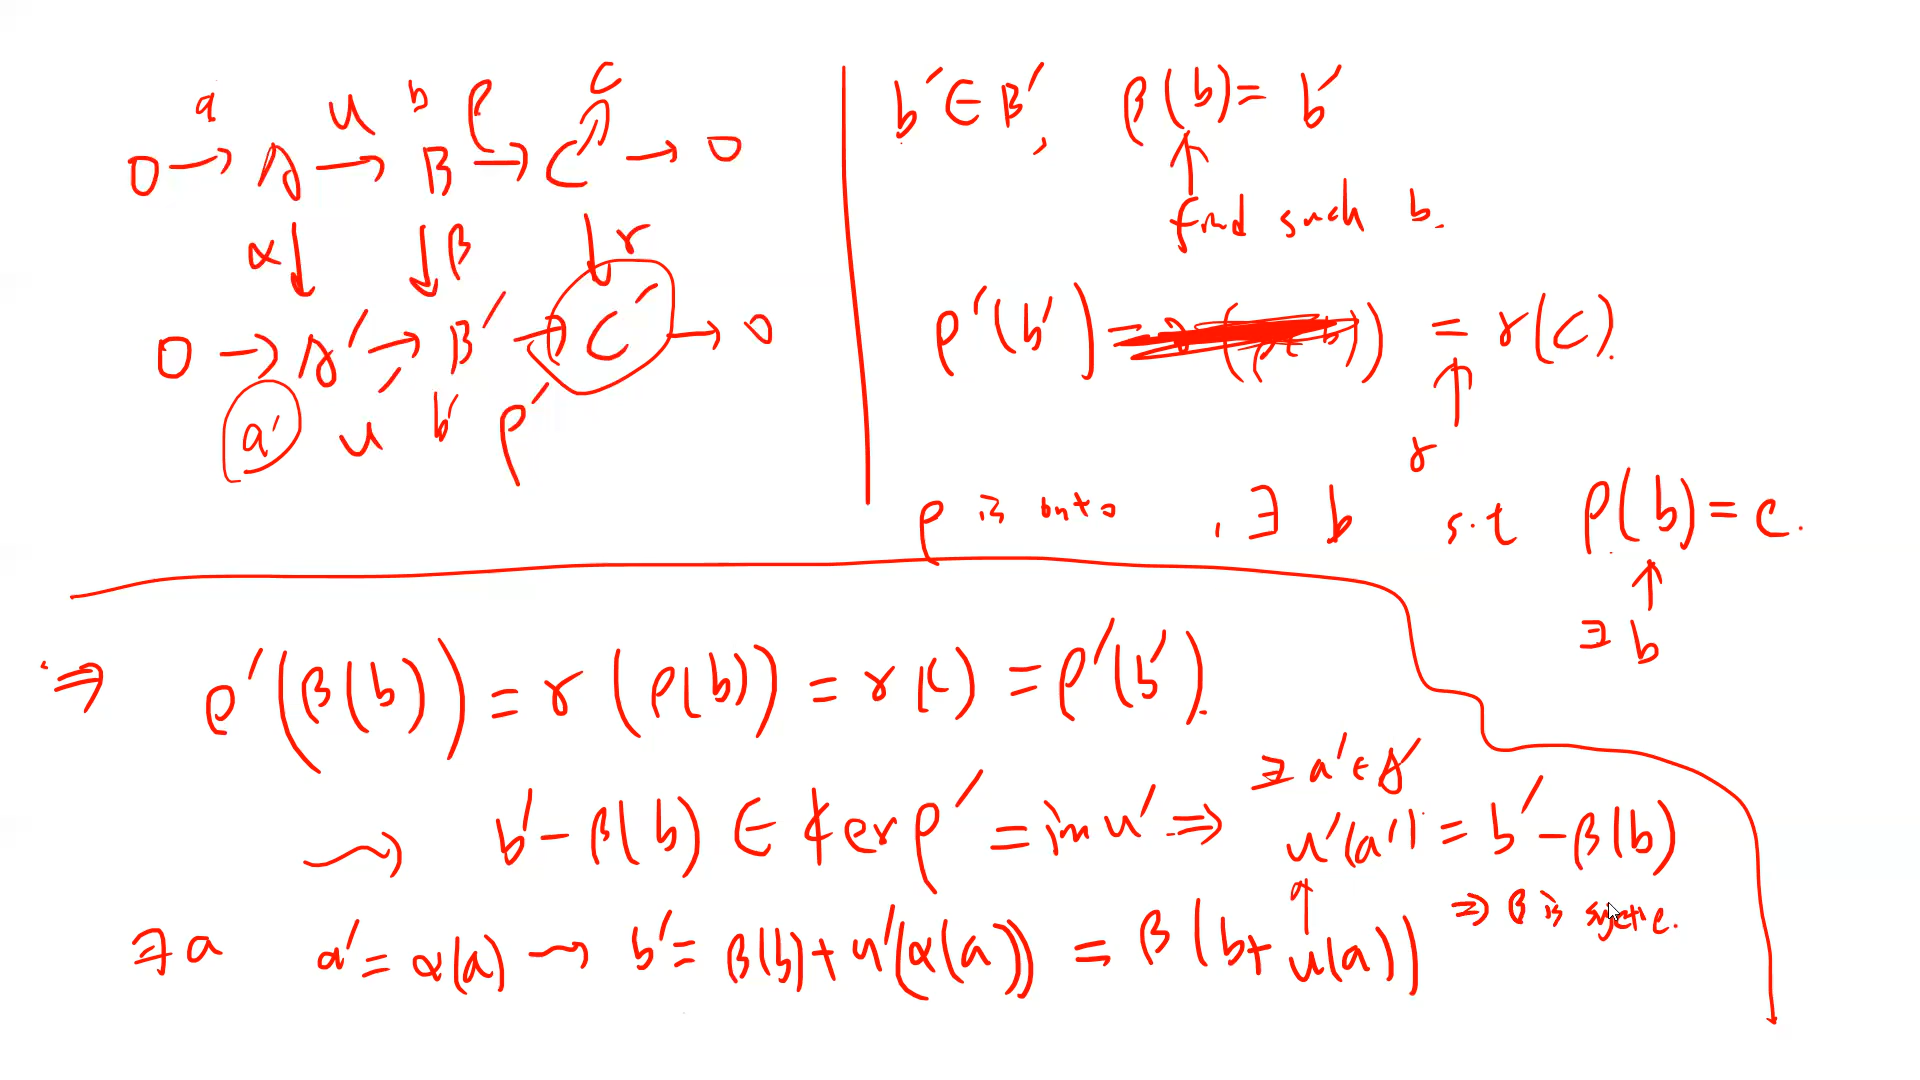 a u b ρ c
0 → A → B → C → 0
α ↓ ↓ β ↓ r
0 → A′ → B′ → C′ → 0
a′ u b′ ρ′
b′ ∈ B′, β(b) = b′
↑
find such b.
ρ′(b′) = r(c).
↑
r
ρ is onto, ∃ b s.t ρ(b) = c.
↑
∃ b
⇒ ρ′(β(b)) = r(ρ(b)) = r(c) = ρ′(b′).
⇝ b′ − β(b) ∈ ker ρ′ = im u′ ⇒ ∃ a′ ∈ A′
u′(a′) = b′ − β(b)
∃ a a′ = α(a) ⇝ b′ = β(b) + u′(α(a)) = β(b + u(a))
⇒ β is